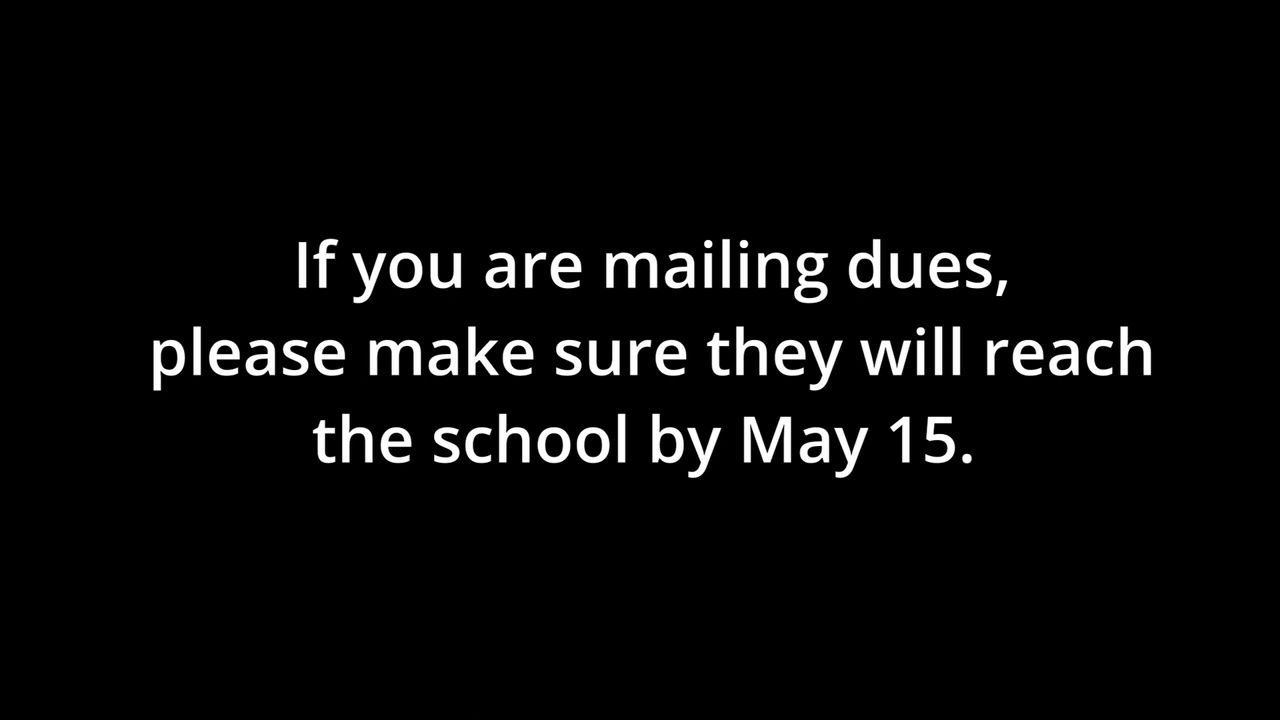 If you are mailing dues,
please make sure they will reach
the school by May 15.